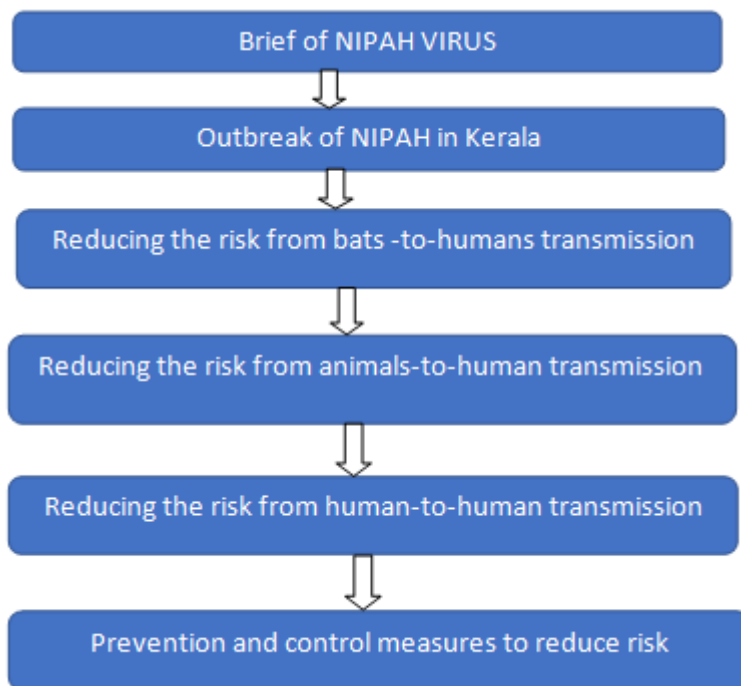 Brief of NIPAH VIRUS
Outbreak of NIPAH in Kerala
Reducing the risk from bats -to-humans transmission
Reducing the risk from animals-to-human transmission
Reducing the risk from human-to-human transmission
Prevention and control measures to reduce risk